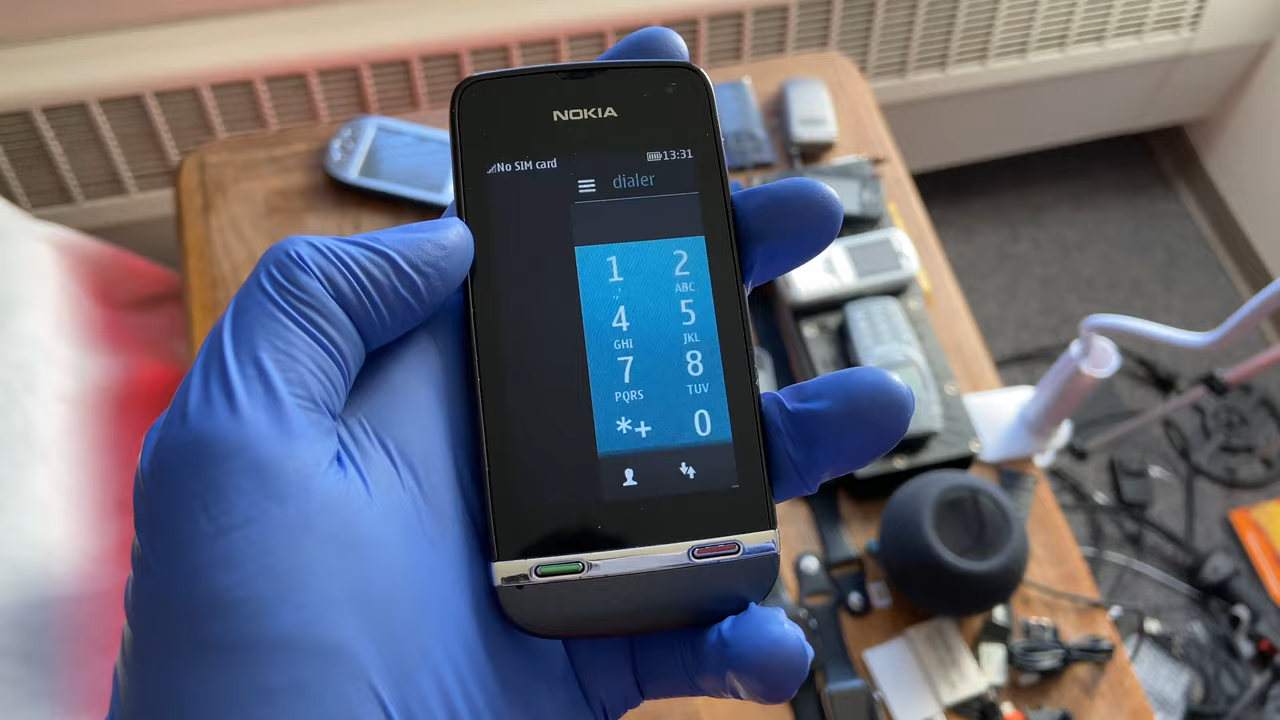 NOKIA
No SIM card 13:31
dialer
1 2
,, ABC
4 5
GHI JKL
7 8
PQRS TUV
*+ 0